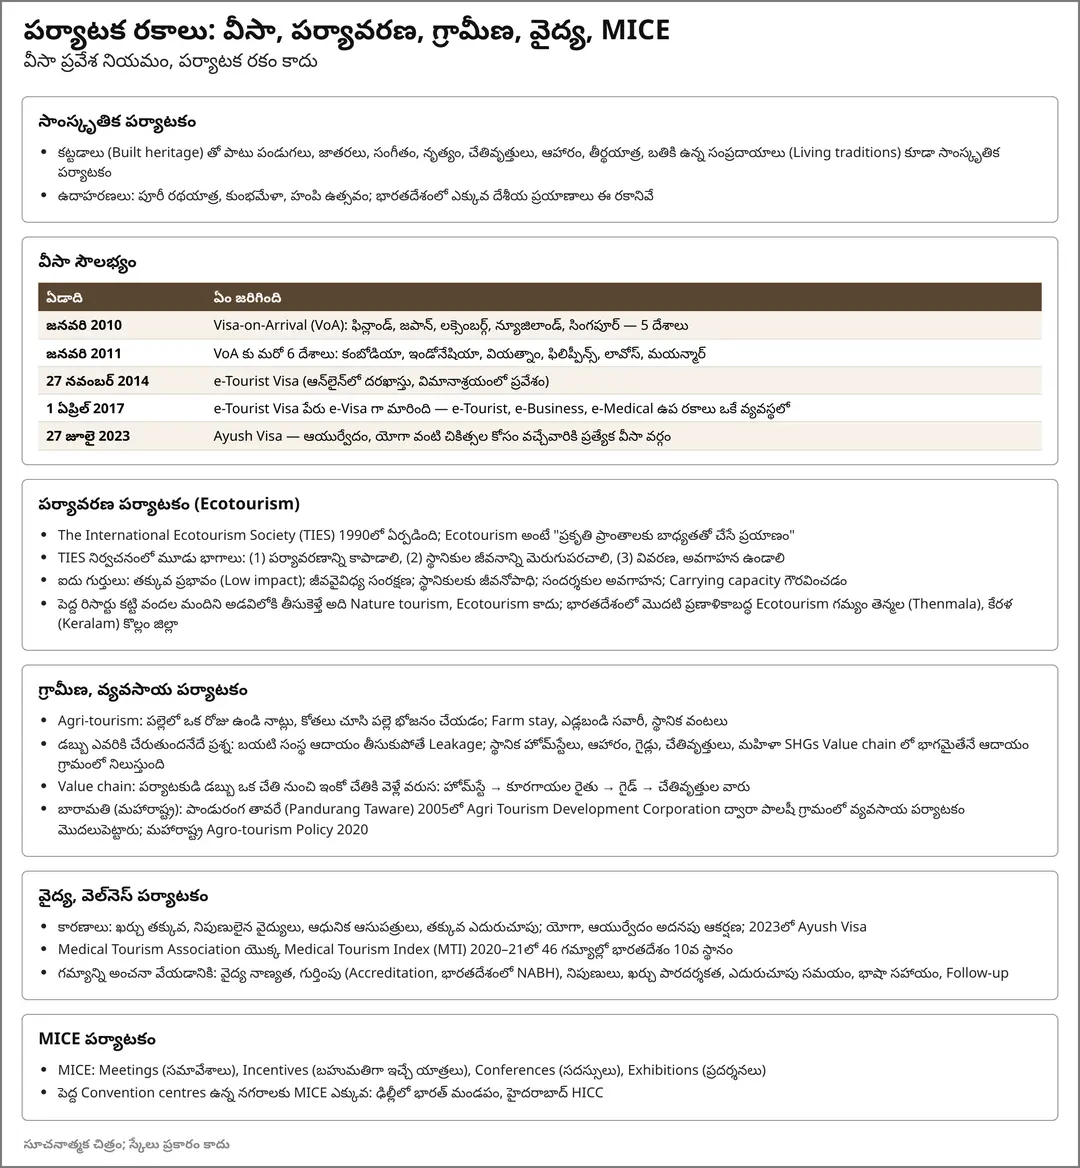 పర్యాటక రకాలు: వీసా, పర్యావరణ, గ్రామీణ, వైద్య, MICE
వీసా ప్రవేశ నియమం, పర్యాటక రకం కాదు
సాంస్కృతిక పర్యాటకం
• కట్టడాలు (Built heritage) తో పాటు పండుగలు, జాతరలు, సంగీతం, నృత్యం, చేతివృత్తులు, ఆహారం, తీర్థయాత్ర, బతికి ఉన్న సంప్రదాయాలు (Living traditions) కూడా సాంస్కృతిక
పర్యాటకం
• ఉదాహరణలు: పూరీ రథయాత్ర, కుంభమేళా, హంపి ఉత్సవం; భారతదేశంలో ఎక్కువ దేశీయ ప్రయాణాలు ఈ రకానివే
వీసా సౌలభ్యం
ఏడాది ఏం జరిగింది
జనవరి 2010 Visa-on-Arrival (VoA): ఫిన్లాండ్, జపాన్, లక్సెంబర్గ్, న్యూజిలాండ్, సింగపూర్ — 5 దేశాలు
జనవరి 2011 VoA కు మరో 6 దేశాలు: కంబోడియా, ఇండోనేషియా, వియత్నాం, ఫిలిప్పీన్స్, లావోస్, మయన్మార్
27 నవంబర్ 2014 e-Tourist Visa (ఆన్‌లైన్‌లో దరఖాస్తు, విమానాశ్రయంలో ప్రవేశం)
1 ఏప్రిల్ 2017 e-Tourist Visa పేరు e-Visa గా మారింది — e-Tourist, e-Business, e-Medical ఉప రకాలు ఒకే వ్యవస్థలో
27 జూలై 2023 Ayush Visa — ఆయుర్వేదం, యోగా వంటి చికిత్సల కోసం వచ్చేవారికి ప్రత్యేక వీసా వర్గం
పర్యావరణ పర్యాటకం (Ecotourism)
• The International Ecotourism Society (TIES) 1990లో ఏర్పడింది; Ecotourism అంటే "ప్రకృతి ప్రాంతాలకు బాధ్యతతో చేసే ప్రయాణం"
• TIES నిర్వచనంలో మూడు భాగాలు: (1) పర్యావరణాన్ని కాపాడాలి, (2) స్థానికుల జీవనాన్ని మెరుగుపరచాలి, (3) వివరణ, అవగాహన ఉండాలి
• ఐదు గుర్తులు: తక్కువ ప్రభావం (Low impact); జీవవైవిధ్య సంరక్షణ; స్థానికులకు జీవనోపాధి; సందర్శకుల అవగాహన; Carrying capacity గౌరవించడం
• పెద్ద రిసార్టు కట్టి వందల మందిని అడవిలోకి తీసుకెళ్తే అది Nature tourism, Ecotourism కాదు; భారతదేశంలో మొదటి ప్రణాళికాబద్ధ Ecotourism గమ్యం తెన్మల (Thenmala), కేరళ
(Keralam) కొల్లం జిల్లా
గ్రామీణ, వ్యవసాయ పర్యాటకం
• Agri-tourism: పల్లెలో ఒక రోజు ఉండి నాట్లు, కోతలు చూసి పల్లె భోజనం చేయడం; Farm stay, ఎడ్లబండి సవారీ, స్థానిక వంటలు
• డబ్బు ఎవరికి చేరుతుందనేదే ప్రశ్న: బయటి సంస్థ ఆదాయం తీసుకుపోతే Leakage; స్థానిక హోమ్‌స్టేలు, ఆహారం, గైడ్లు, చేతివృత్తులు, మహిళా SHGs Value chain లో భాగమైతేనే ఆదాయం
గ్రామంలో నిలుస్తుంది
• Value chain: పర్యాటకుడి డబ్బు ఒక చేతి నుంచి ఇంకో చేతికి వెళ్లే వరుస: హోమ్‌స్టే → కూరగాయల రైతు → గైడ్ → చేతివృత్తుల వారు
• బారామతి (మహారాష్ట్ర): పాండురంగ తావరే (Pandurang Taware) 2005లో Agri Tourism Development Corporation ద్వారా పాలషీ గ్రామంలో వ్యవసాయ పర్యాటకం
మొదలుపెట్టారు; మహారాష్ట్ర Agro-tourism Policy 2020
వైద్య, వెల్‌నెస్ పర్యాటకం
• కారణాలు: ఖర్చు తక్కువ, నిపుణులైన వైద్యులు, ఆధునిక ఆసుపత్రులు, తక్కువ ఎదురుచూపు; యోగా, ఆయుర్వేదం అదనపు ఆకర్షణ; 2023లో Ayush Visa
• Medical Tourism Association యొక్క Medical Tourism Index (MTI) 2020–21లో 46 గమ్యాల్లో భారతదేశం 10వ స్థానం
• గమ్యాన్ని అంచనా వేయడానికి: వైద్య నాణ్యత, గుర్తింపు (Accreditation, భారతదేశంలో NABH), నిపుణులు, ఖర్చు పారదర్శకత, ఎదురుచూపు సమయం, భాషా సహాయం, Follow-up
MICE పర్యాటకం
• MICE: Meetings (సమావేశాలు), Incentives (బహుమతిగా ఇచ్చే యాత్రలు), Conferences (సదస్సులు), Exhibitions (ప్రదర్శనలు)
• పెద్ద Convention centres ఉన్న నగరాలకు MICE ఎక్కువ: ఢిల్లీలో భారత్ మండపం, హైదరాబాద్ HICC
సూచనాత్మక చిత్రం; స్కేలు ప్రకారం కాదు